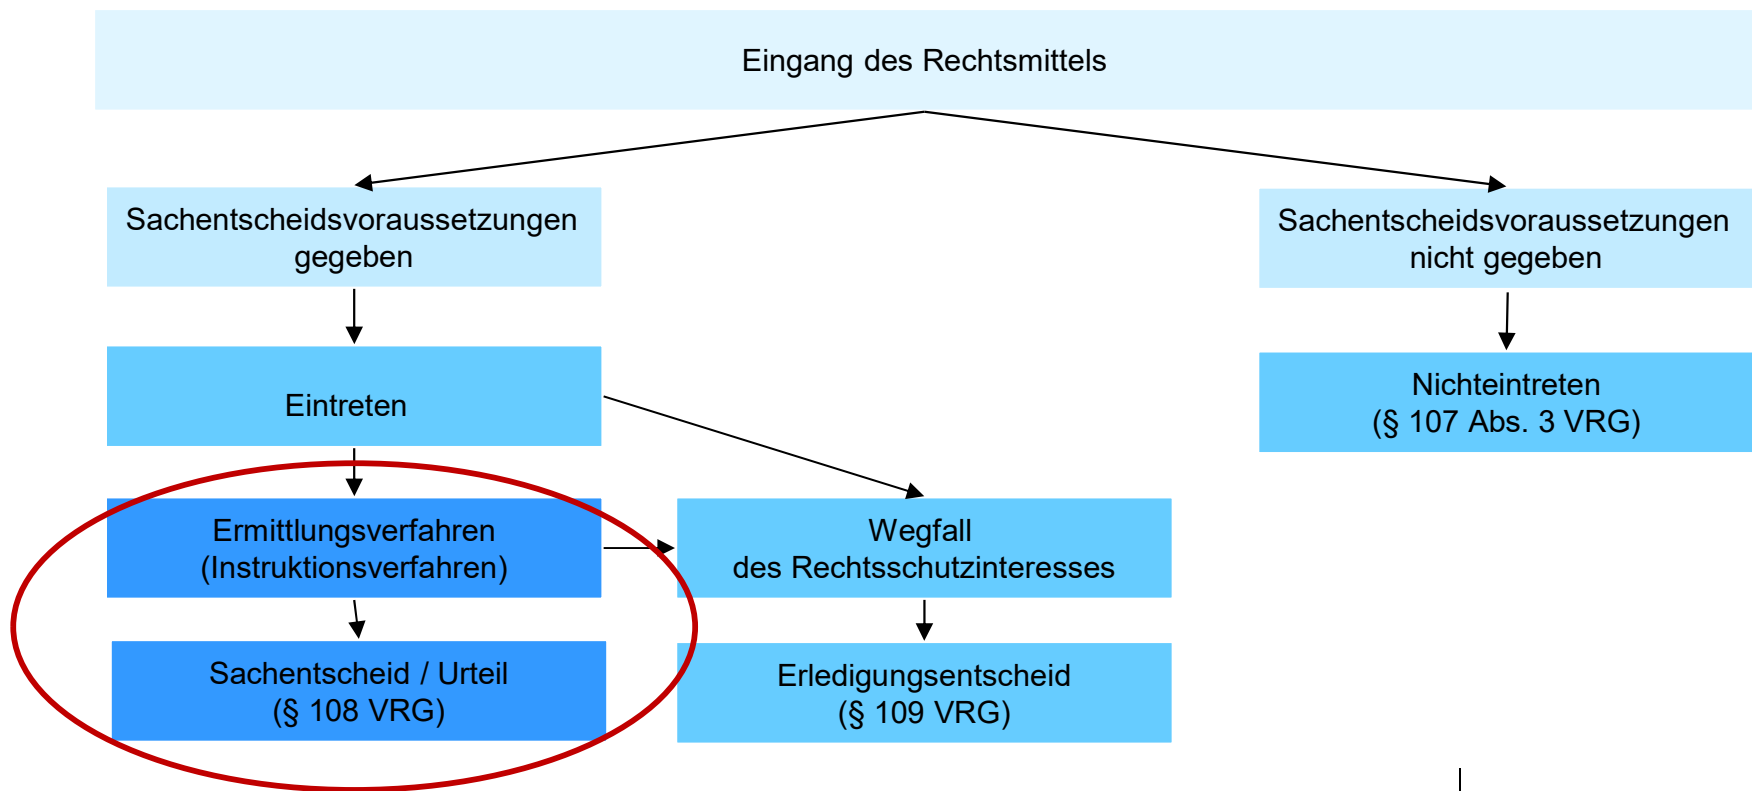 Eingang des Rechtsmittels
Sachentscheidsvoraussetzungen
gegeben
Sachentscheidsvoraussetzungen
nicht gegeben
Eintreten
Nichteintreten
(§ 107 Abs. 3 VRG)
Ermittlungsverfahren
(Instruktionsverfahren)
Wegfall
des Rechtsschutzinteresses
Sachentscheid / Urteil
(§ 108 VRG)
Erledigungsentscheid
(§ 109 VRG)